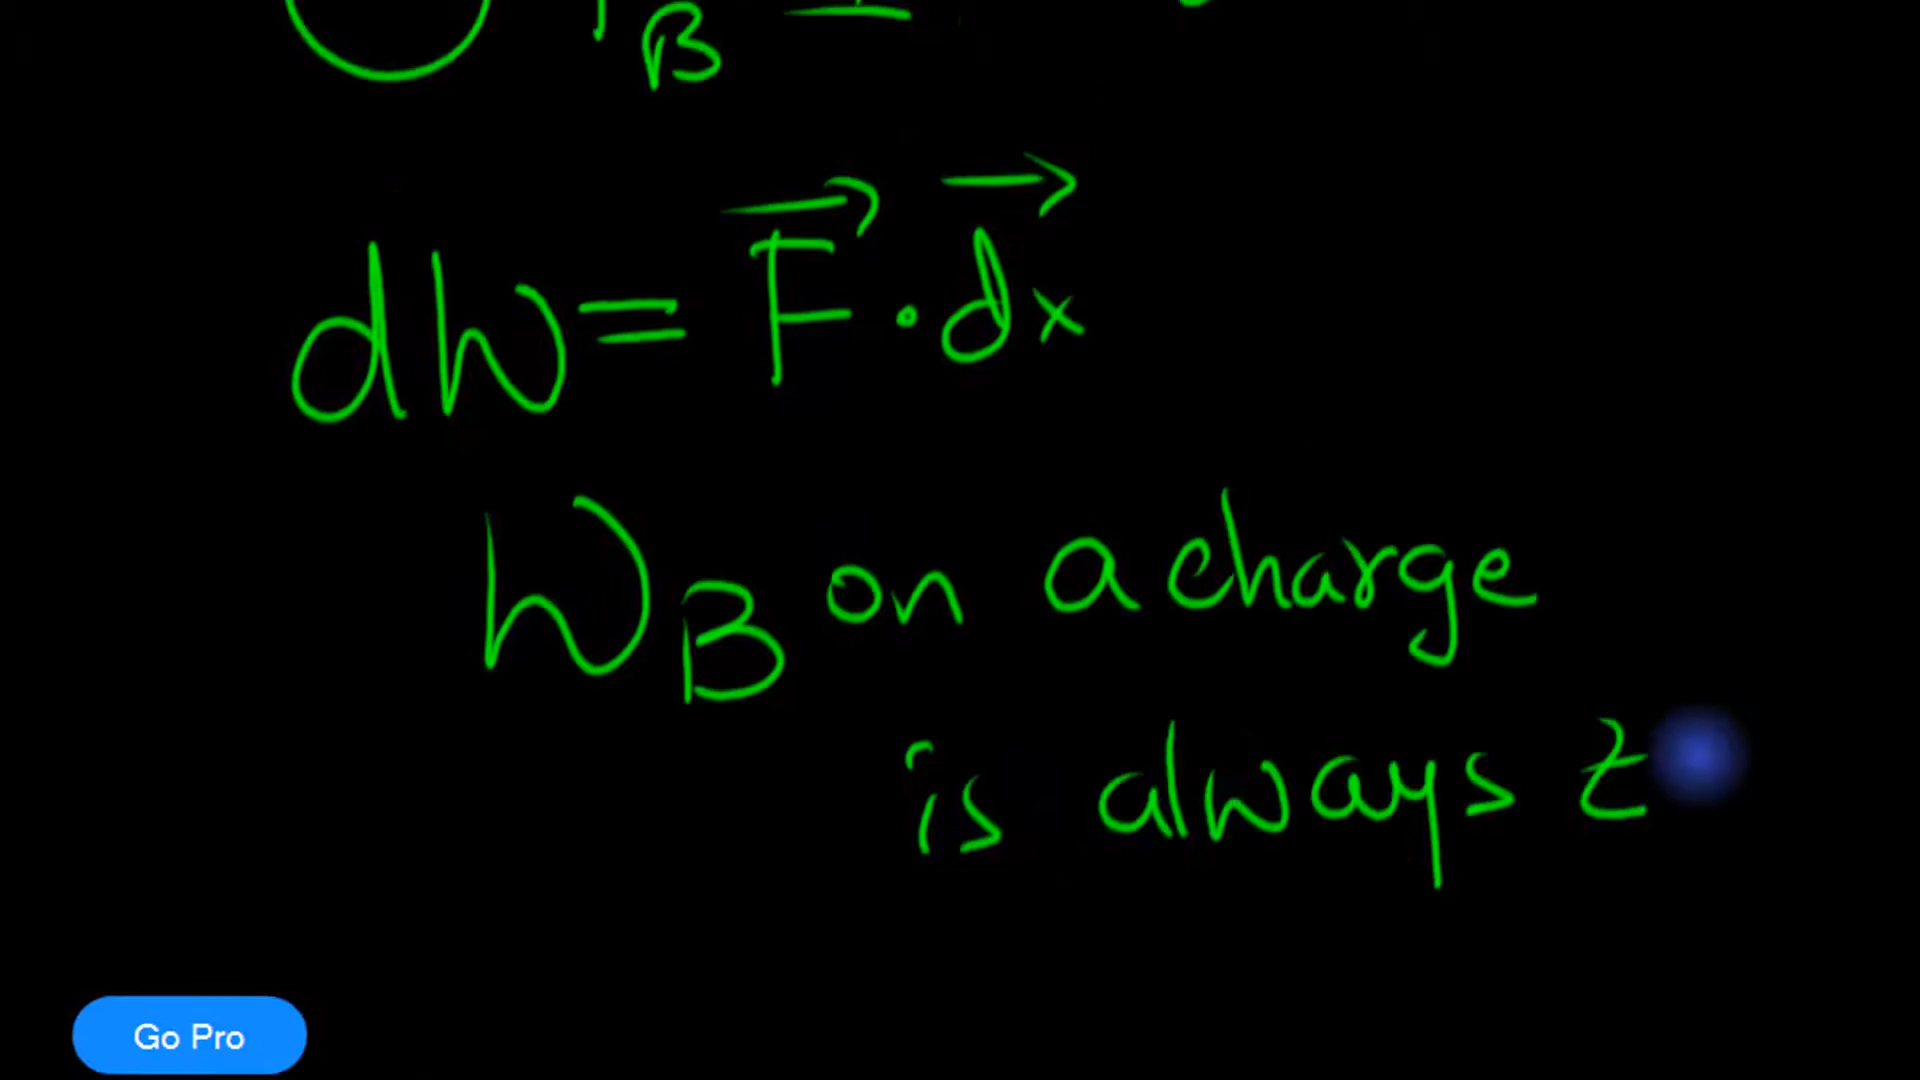 B
dW = F · dx
W_B on a charge
is always z
Go Pro